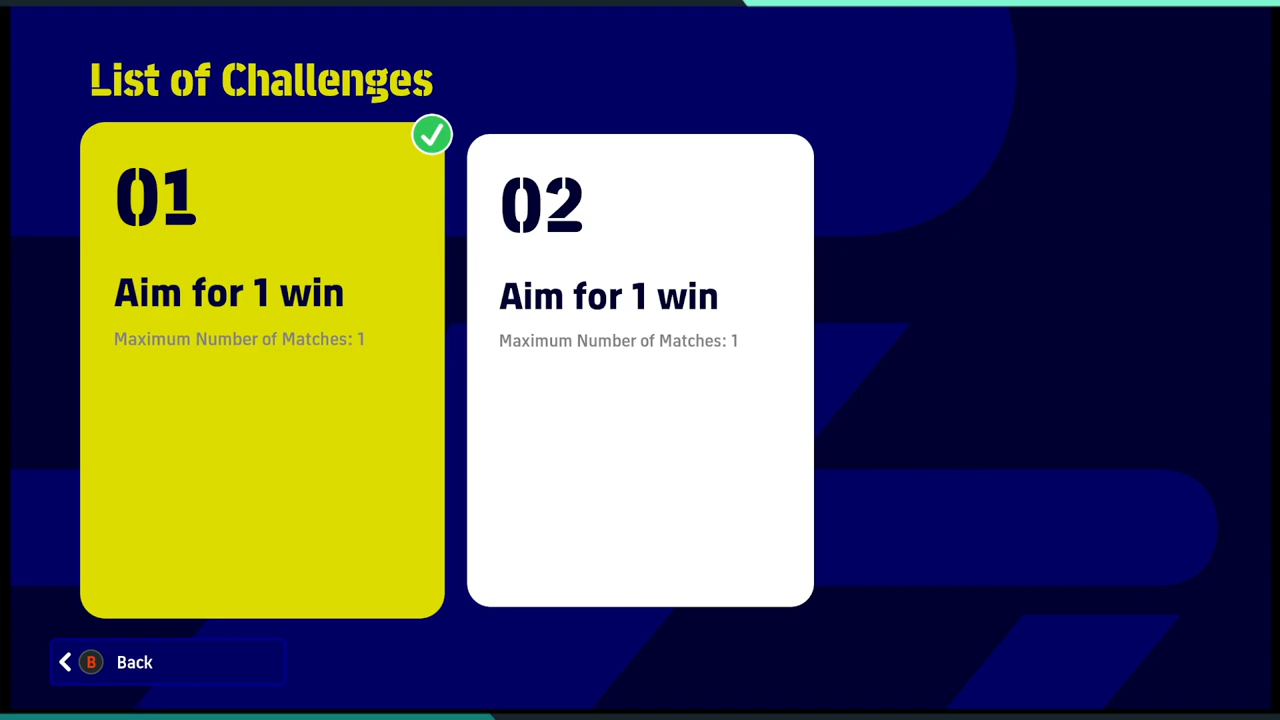 List of Challenges
01
Aim for 1 win
Maximum Number of Matches: 1
02
Aim for 1 win
Maximum Number of Matches: 1
B Back